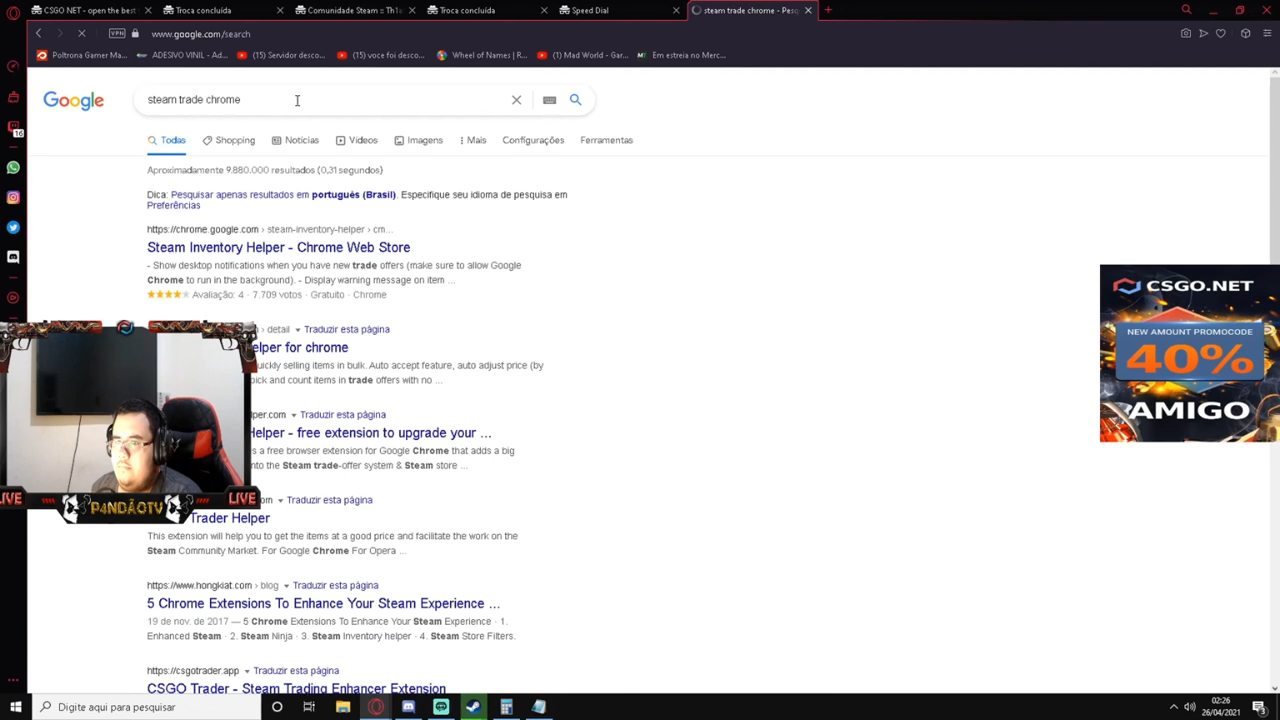 CSGO NET - open the best
Troca concluída
Comunidade Steam :: Th1a
Troca concluída
Speed Dial
steam trade chrome - Pesq
VPN
www.google.com/search
Poltrona Gamer Ma...
ADESIVO VINIL - Ad...
(15) Servidor desco...
(15) voce foi desco...
Wheel of Names | R...
(1) Mad World - Gar...
Em estreia no Merc...
Google
steam trade chrome
Todas
Shopping
Notícias
Vídeos
Imagens
Mais
Configurações
Ferramentas
Aproximadamente 9.880.000 resultados (0,31 segundos)
Dica: Pesquisar apenas resultados em português (Brasil). Especifique seu idioma de pesquisa em
Preferências
https://chrome.google.com › steam-inventory-helper › cm...
Steam Inventory Helper - Chrome Web Store
- Show desktop notifications when you have new trade offers (make sure to allow Google
Chrome to run in the background). - Display warning message on item ...
Avaliação: 4 · 7.709 votos · Gratuito · Chrome
› detail
Traduzir esta página
elper for chrome
uickly selling items in bulk. Auto accept feature, auto adjust price (by
pick and count items in trade offers with no ...
per.com
Traduzir esta página
Helper - free extension to upgrade your ...
s a free browser extension for Google Chrome that adds a big
nto the Steam trade-offer system & Steam store ...
om
Traduzir esta página
Trader Helper
This extension will help you to get the items at a good price and facilitate the work on the
Steam Community Market. For Google Chrome For Opera ...
https://www.hongkiat.com › blog
Traduzir esta página
5 Chrome Extensions To Enhance Your Steam Experience ...
19 de nov. de 2017 — 5 Chrome Extensions To Enhance Your Steam Experience · 1.
Enhanced Steam · 2. Steam Ninja · 3. Steam Inventory helper · 4. Steam Store Filters.
https://csgotrader.app
Traduzir esta página
CSGO Trader - Steam Trading Enhancer Extension
16
LIVE
P4NDÃOTV
LIVE
CSGO.NET
NEW AMOUNT PROMOCODE
40%
AMIGO
Digite aqui para pesquisar
02:26
26/04/2021
3